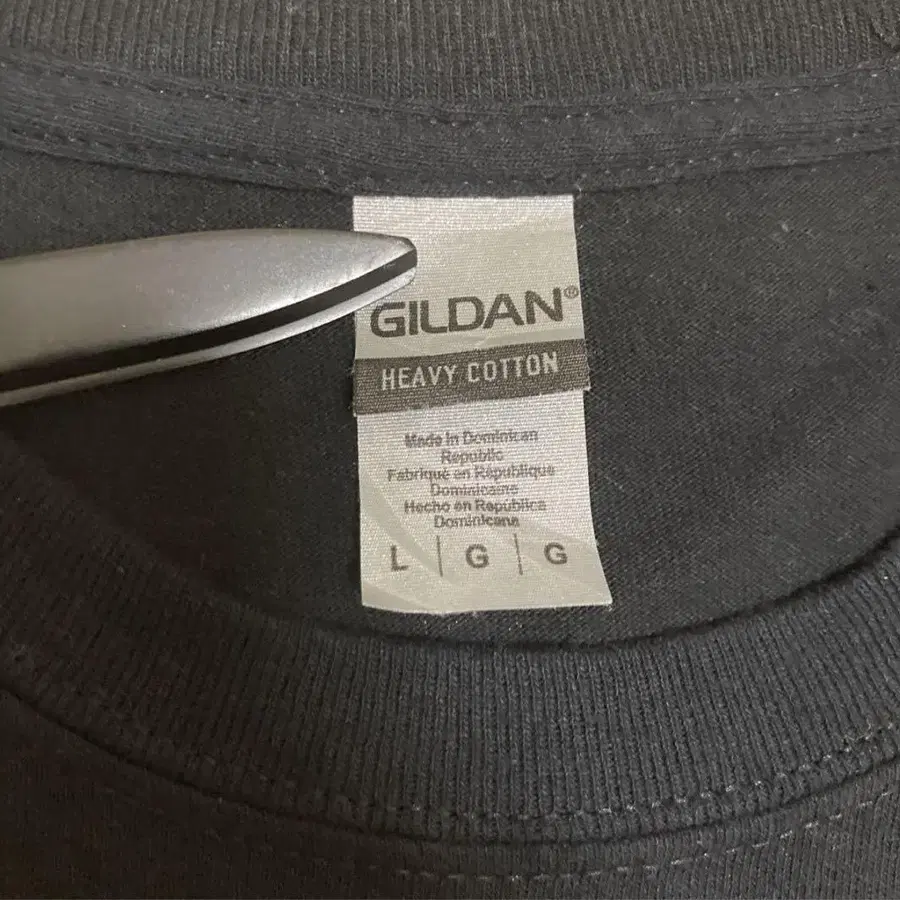 GILDAN®
HEAVY COTTON
Made in Dominican
Republic
Fabriqué en République
Dominicaine
Hecho en República
Dominicana
L | G | G